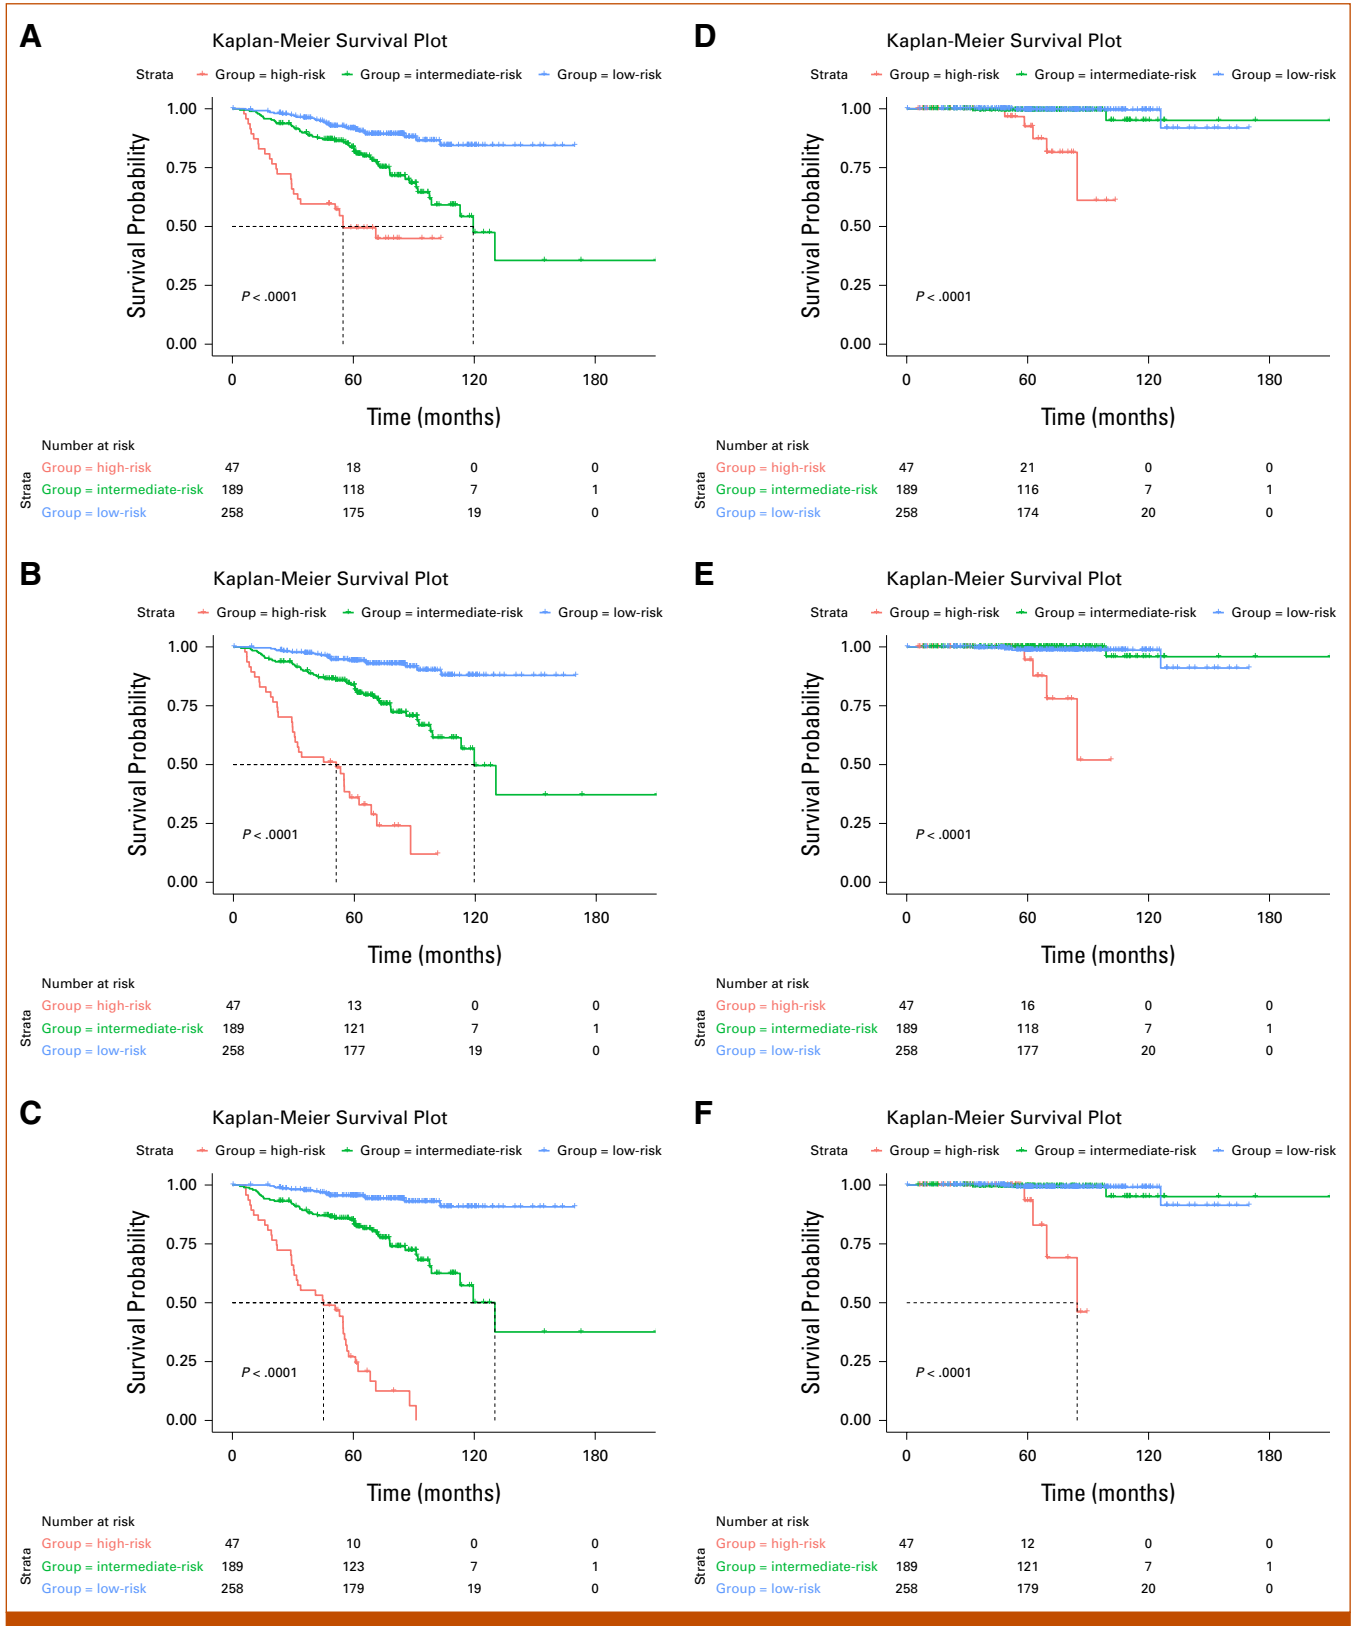 A
Kaplan-Meier Survival Plot
Strata Group = high-risk Group = intermediate-risk Group = low-risk
1.00
0.75
0.50
0.25
0.00
Survival Probability
P < .0001
0 60 120 180
Time (months)
Number at risk
Strata
Group = high-risk 47 18 0 0
Group = intermediate-risk 189 118 7 1
Group = low-risk 258 175 19 0
B
Kaplan-Meier Survival Plot
Strata Group = high-risk Group = intermediate-risk Group = low-risk
1.00
0.75
0.50
0.25
0.00
Survival Probability
P < .0001
0 60 120 180
Time (months)
Number at risk
Strata
Group = high-risk 47 13 0 0
Group = intermediate-risk 189 121 7 1
Group = low-risk 258 177 19 0
C
Kaplan-Meier Survival Plot
Strata Group = high-risk Group = intermediate-risk Group = low-risk
1.00
0.75
0.50
0.25
0.00
Survival Probability
P < .0001
0 60 120 180
Time (months)
Number at risk
Strata
Group = high-risk 47 10 0 0
Group = intermediate-risk 189 123 7 1
Group = low-risk 258 179 19 0
D
Kaplan-Meier Survival Plot
Strata Group = high-risk Group = intermediate-risk Group = low-risk
1.00
0.75
0.50
0.25
0.00
Survival Probability
P < .0001
0 60 120 180
Time (months)
Number at risk
Strata
Group = high-risk 47 21 0 0
Group = intermediate-risk 189 116 7 1
Group = low-risk 258 174 20 0
E
Kaplan-Meier Survival Plot
Strata Group = high-risk Group = intermediate-risk Group = low-risk
1.00
0.75
0.50
0.25
0.00
Survival Probability
P < .0001
0 60 120 180
Time (months)
Number at risk
Strata
Group = high-risk 47 16 0 0
Group = intermediate-risk 189 118 7 1
Group = low-risk 258 177 20 0
F
Kaplan-Meier Survival Plot
Strata Group = high-risk Group = intermediate-risk Group = low-risk
1.00
0.75
0.50
0.25
0.00
Survival Probability
P < .0001
0 60 120 180
Time (months)
Number at risk
Strata
Group = high-risk 47 12 0 0
Group = intermediate-risk 189 121 7 1
Group = low-risk 258 179 20 0